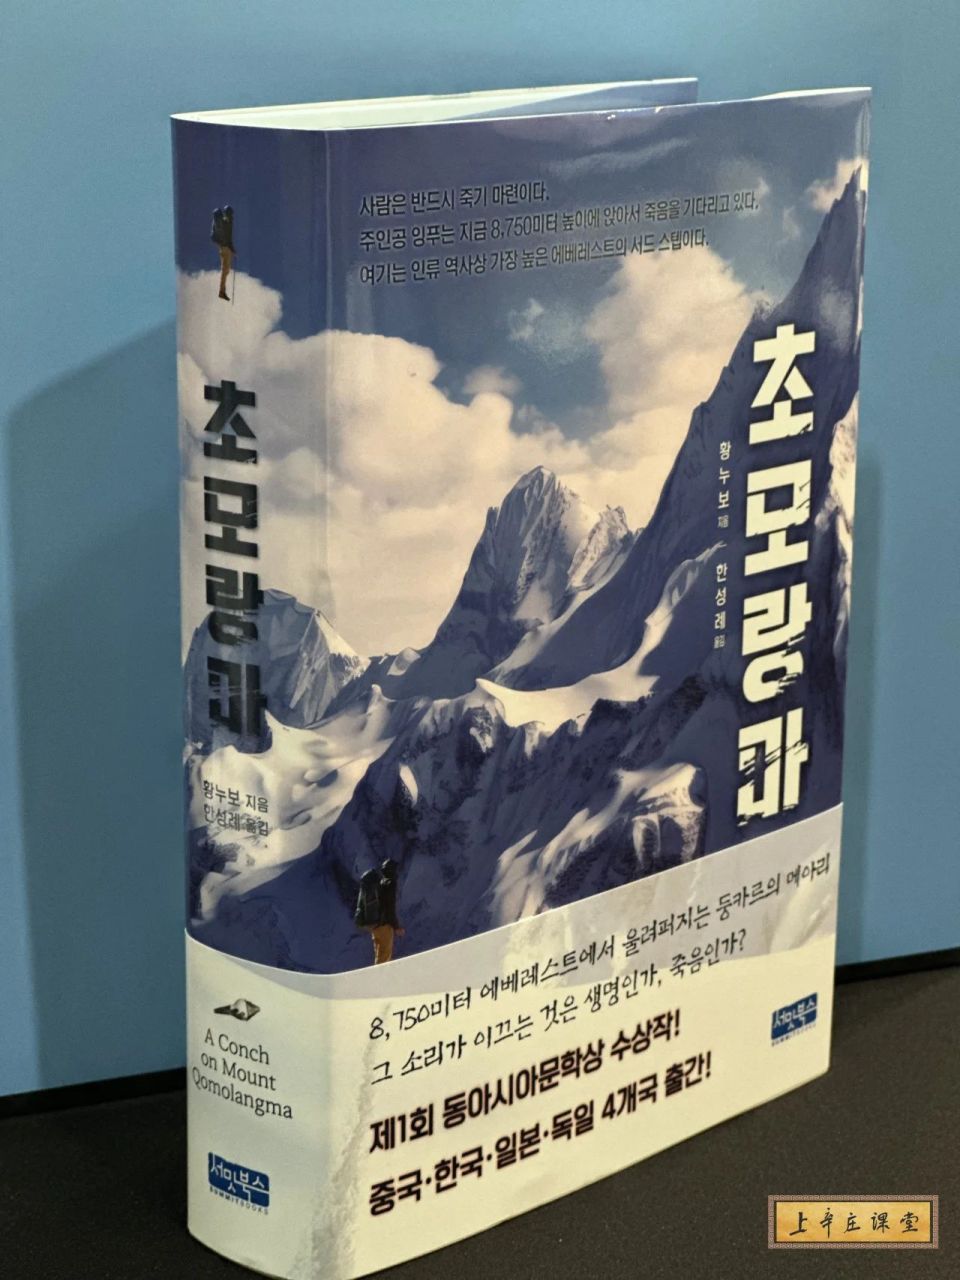 초모랑마
황누보 지음
한성례 옮김
A Conch
on Mount
Qomolangma
서밋북스
SUMMITBOOKS
사람은 반드시 죽기 마련이다.
주인공 잉푸는 지금 8,750미터 높이에 앉아서 죽음을 기다리고 있다.
여기는 인류 역사상 가장 높은 에베레스트의 서드 스텝이다.
초모랑마
황누보 지음 한성례 옮김
8,750미터 에베레스트에서 울려퍼지는 둥카르의 메아리
그 소리가 이끄는 것은 생명인가, 죽음인가?
제1회 동아시아문학상 수상작!
중국·한국·일본·독일 4개국 출간!
서밋북스
SUMMITBOOKS
上辛庄课堂